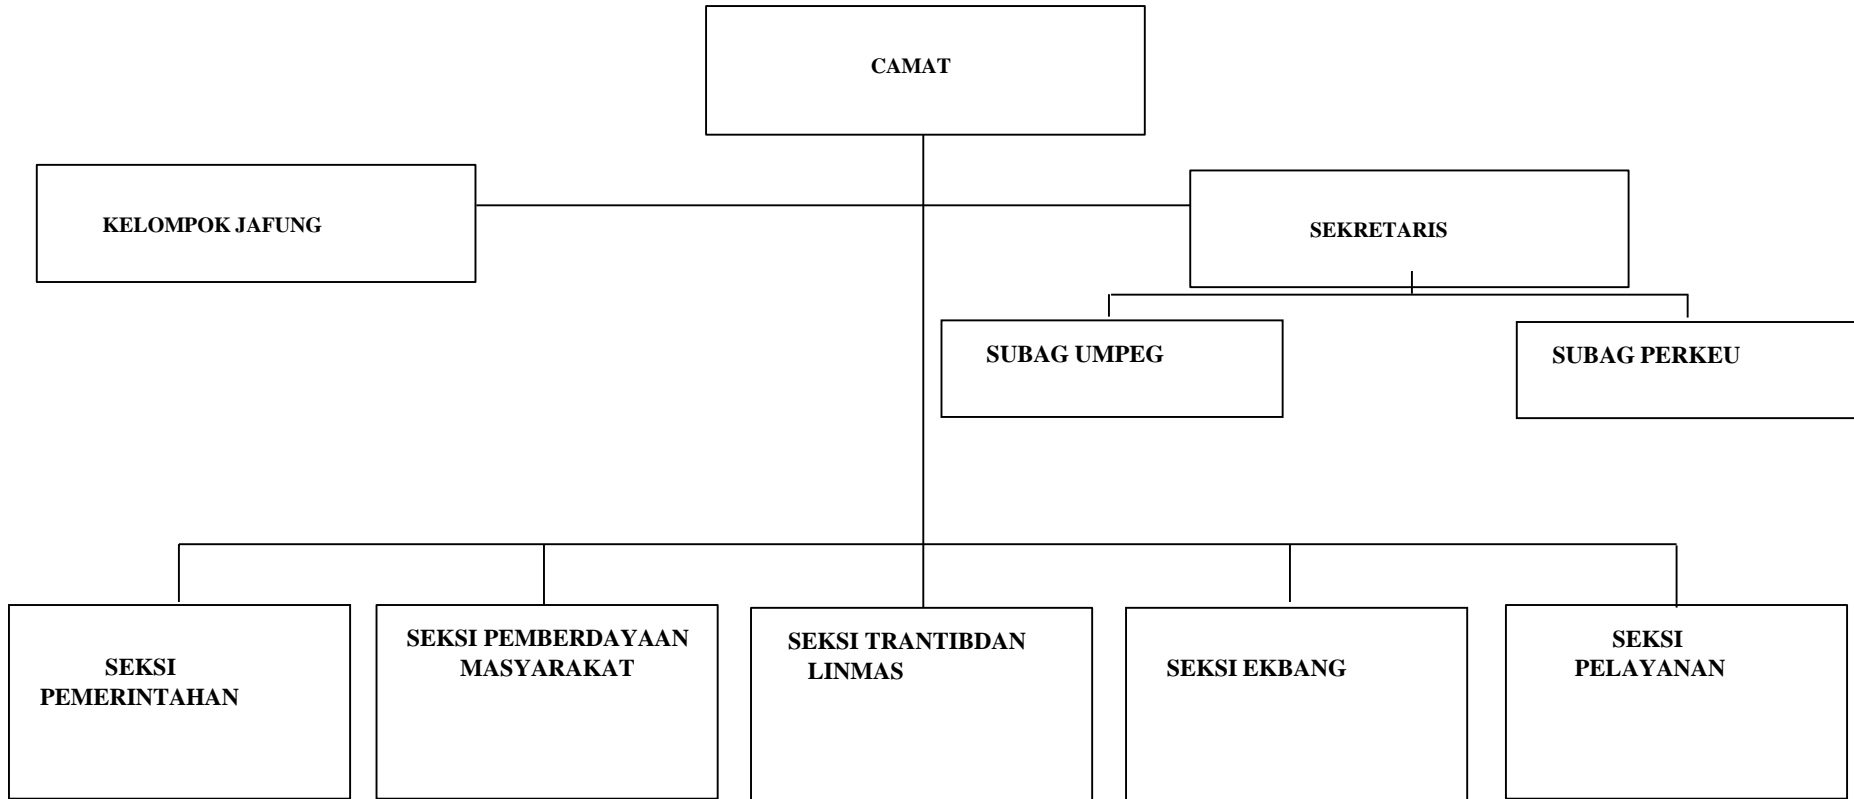 CAMAT
KELOMPOK JAFUNG
SEKRETARIS
SUBAG UMPEG
SUBAG PERKEU
SEKSI
PEMERINTAHAN
SEKSI PEMBERDAYAAN
MASYARAKAT
SEKSI TRANTIBDAN
LINMAS
SEKSI EKBANG
SEKSI
PELAYANAN